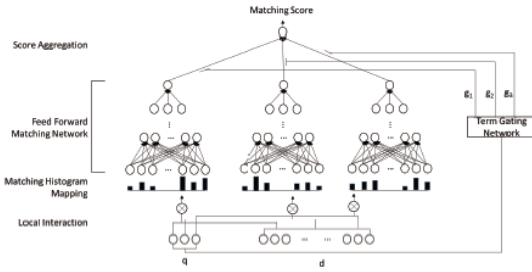 Matching Score
Score Aggregation
g₁ g₂ g₃
Feed Forward
Matching Network
Term Gating
Network
Matching Histogram
Mapping
Local Interaction
q
d